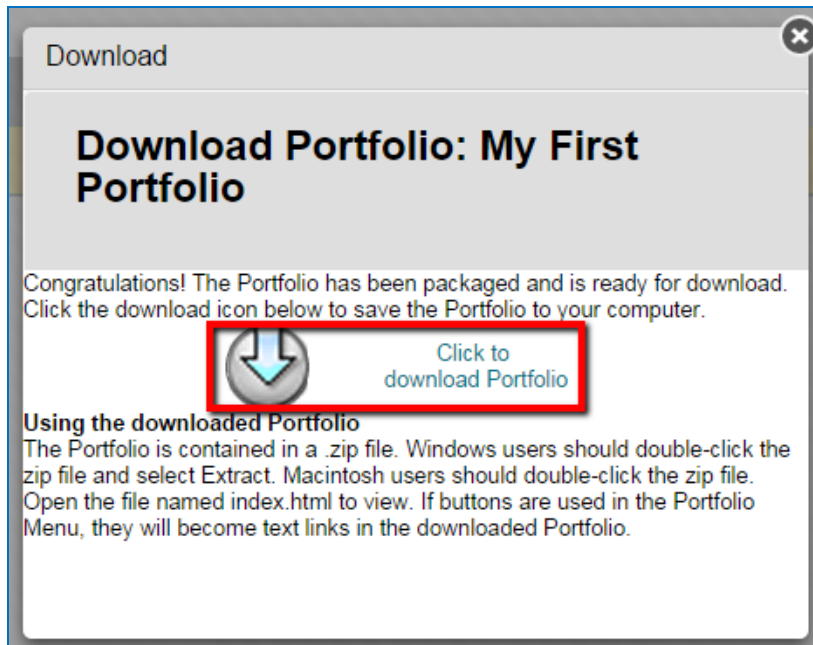 Download
Download Portfolio: My First
Portfolio
Congratulations! The Portfolio has been packaged and is ready for download.
Click the download icon below to save the Portfolio to your computer.
Click to
download Portfolio
Using the downloaded Portfolio
The Portfolio is contained in a .zip file. Windows users should double-click the
zip file and select Extract. Macintosh users should double-click the zip file.
Open the file named index.html to view. If buttons are used in the Portfolio
Menu, they will become text links in the downloaded Portfolio.